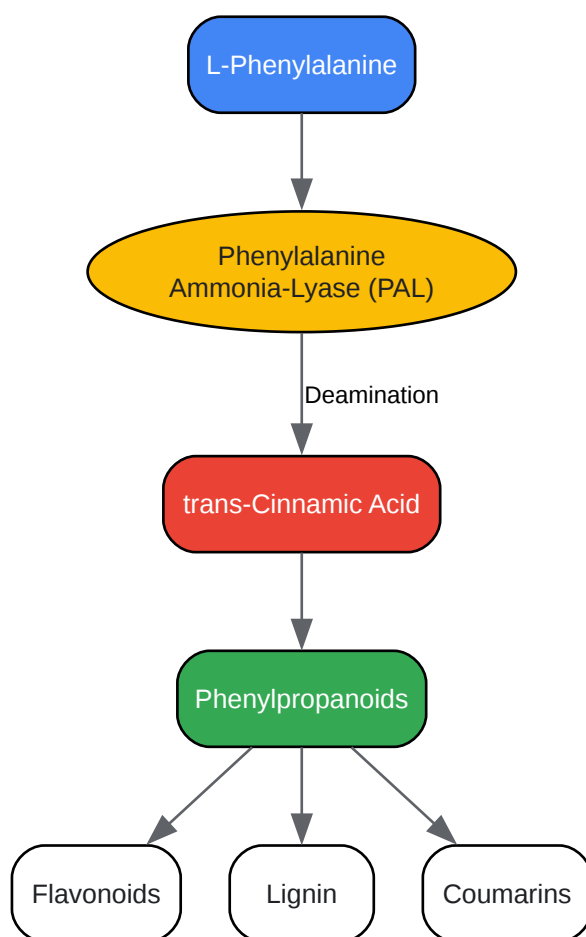 L-Phenylalanine
Phenylalanine
Ammonia-Lyase (PAL)
Deamination
trans-Cinnamic Acid
Phenylpropanoids
Flavonoids
Lignin
Coumarins